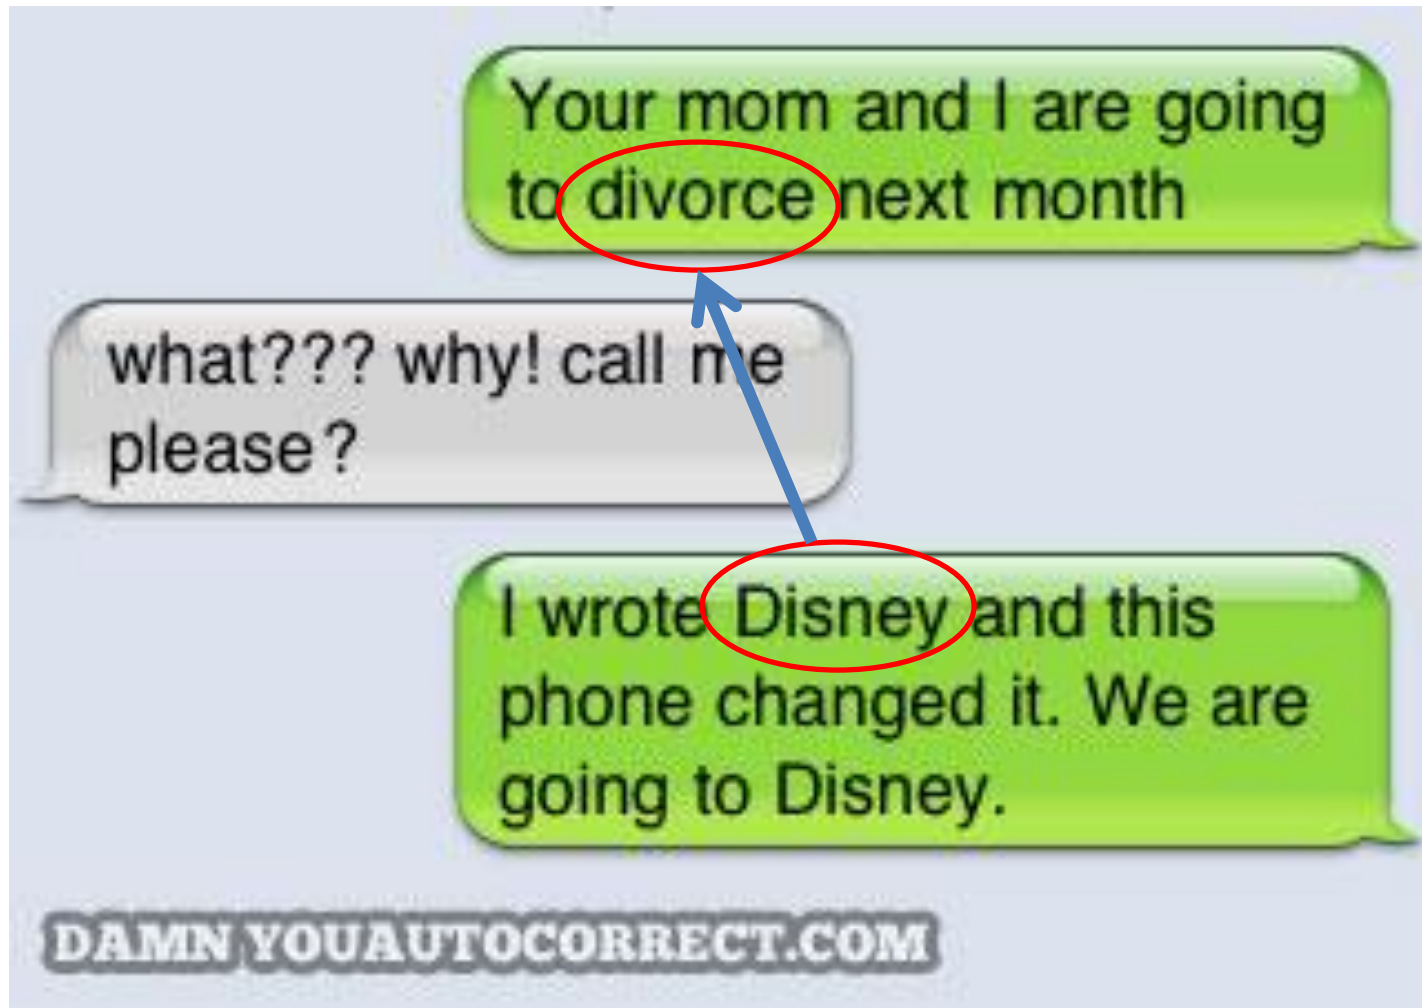 Your mom and I are going
to divorce next month
what??? why! call me
please?
I wrote Disney and this
phone changed it. We are
going to Disney.
DAMN YOUAUTOCORRECT.COM